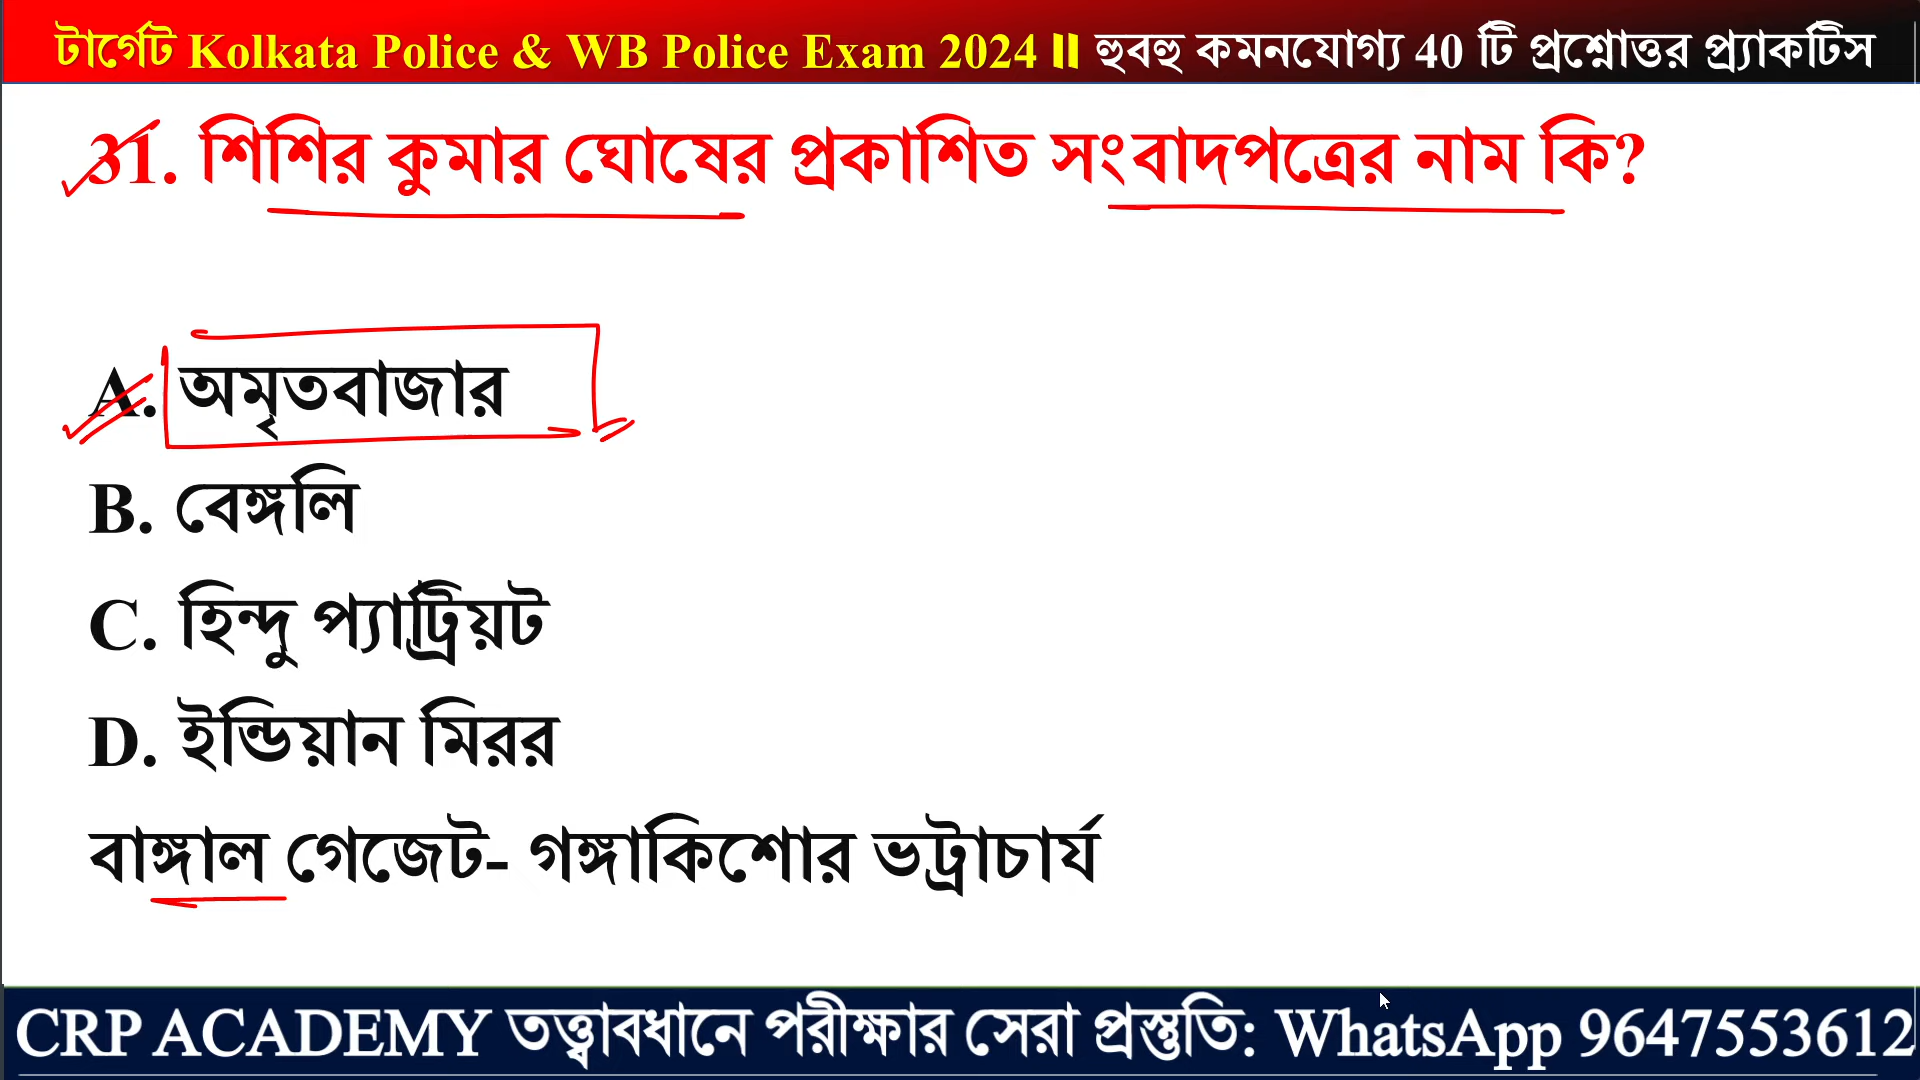 টার্গেট Kolkata Police & WB Police Exam 2024 ॥ হুবহু কমনযোগ্য 40 টি প্রশ্নোত্তর প্র্যাকটিস
31. শিশির কুমার ঘোষের প্রকাশিত সংবাদপত্রের নাম কি?
A. অমৃতবাজার
B. বেঙ্গলি
C. হিন্দু প্যাট্রিয়ট
D. ইন্ডিয়ান মিরর
বাঙ্গাল গেজেট- গঙ্গাকিশোর ভট্রাচার্য
CRP ACADEMY তত্ত্বাবধানে পরীক্ষার সেরা প্রস্তুতি: WhatsApp 9647553612